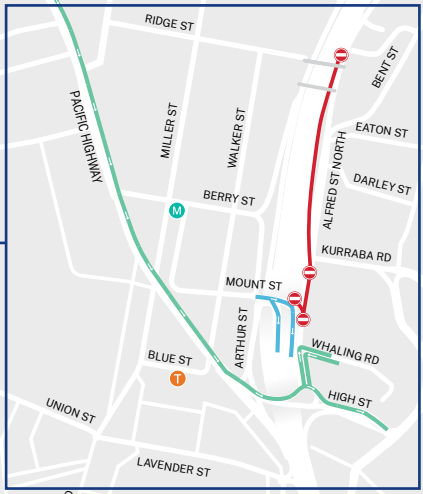 RIDGE ST
BENT ST
PACIFIC HIGHWAY
MILLER ST
WALKER ST
ALFRED ST NORTH
EATON ST
DARLEY ST
BERRY ST
M
KURRABA RD
MOUNT ST
ARTHUR ST
WHALING RD
BLUE ST
T
HIGH ST
UNION ST
LAVENDER ST